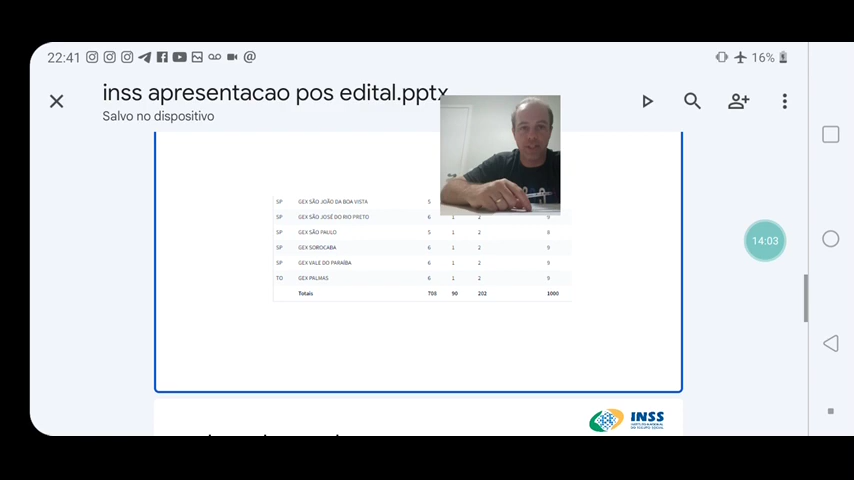 22:41 @ 16%
inss apresentacao pos edital.pptx
Salvo no dispositivo
SP GEX SÃO JOÃO DA BOA VISTA 5
SP GEX SÃO JOSÉ DO RIO PRETO 6 1 2 9
SP GEX SÃO PAULO 5 1 2 8
SP GEX SOROCABA 6 1 2 9
SP GEX VALE DO PARAÍBA 6 1 2 9
TO GEX PALMAS 6 1 2 9
Totais 708 90 202 1000
14:03
INSS